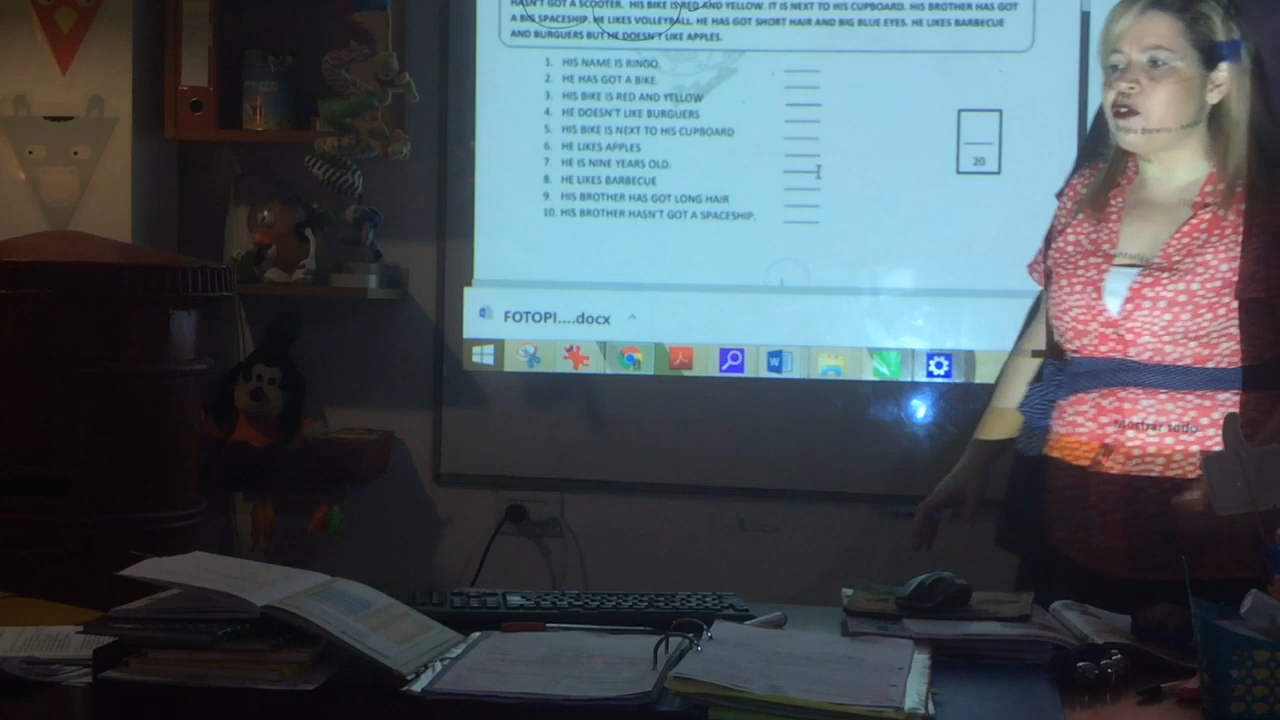 HASN'T GOT A SCOOTER. HIS BIKE IS RED AND YELLOW. IT IS NEXT TO HIS CUPBOARD. HIS BROTHER HAS GOT
A BIG SPACESHIP. HE LIKES VOLLEYBALL. HE HAS GOT SHORT HAIR AND BIG BLUE EYES. HE LIKES BARBECUE
AND BURGUERS BUT HE DOESN'T LIKE APPLES.
1. HIS NAME IS RINGO
2. HE HAS GOT A BIKE
3. HIS BIKE IS RED AND YELLOW
4. HE DOESN'T LIKE BURGUERS
5. HIS BIKE IS NEXT TO HIS CUPBOARD
6. HE LIKES APPLES
7. HE IS NINE YEARS OLD.
8. HE LIKES BARBECUE
9. HIS BROTHER HAS GOT LONG HAIR
10. HIS BROTHER HASN'T GOT A SPACESHIP.
20
FOTOPI....docx
Mostrar todo